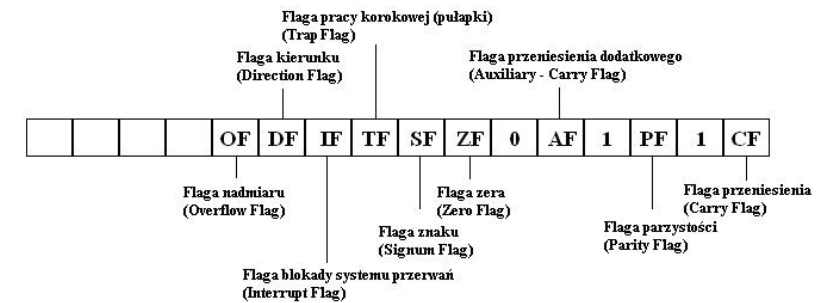 Flaga pracy korokowej (pułapki)
(Trap Flag)
Flaga kierunku
(Direction Flag)
Flaga przeniesienia dodatkowego
(Auxiliary - Carry Flag)
OF DF IF TF SF ZF 0 AF 1 PF 1 CF
Flaga nadmiaru
(Overflow Flag)
Flaga zera
(Zero Flag)
Flaga przeniesienia
(Carry Flag)
Flaga znaku
(Signum Flag)
Flaga parzystości
(Parity Flag)
Flaga blokady systemu przerwań
(Interrupt Flag)